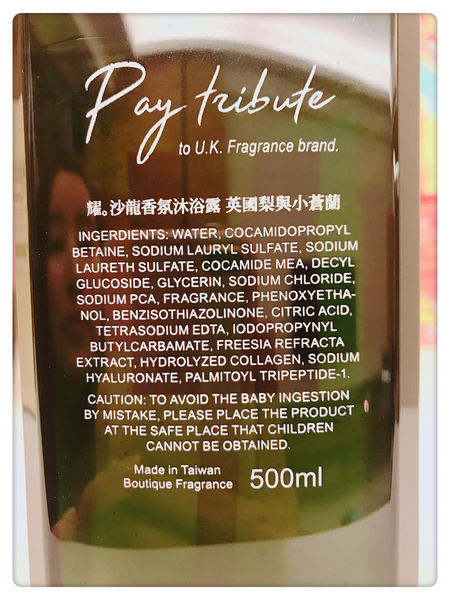 Pay tribute
to U.K. Fragrance brand.
耀。沙龍香氛沐浴露 英國梨與小蒼蘭
INGERDIENTS: WATER, COCAMIDOPROPYL
BETAINE, SODIUM LAURYL SULFATE, SODIUM
LAURETH SULFATE, COCAMIDE MEA, DECYL
GLUCOSIDE, GLYCERIN, SODIUM CHLORIDE,
SODIUM PCA, FRAGRANCE, PHENOXYETHA-
NOL, BENZISOTHIAZOLINONE, CITRIC ACID,
TETRASODIUM EDTA, IODOPROPYNYL
BUTYLCARBAMATE, FREESIA REFRACTA
EXTRACT, HYDROLYZED COLLAGEN, SODIUM
HYALURONATE, PALMITOYL TRIPEPTIDE-1.
CAUTION: TO AVOID THE BABY INGESTION
BY MISTAKE, PLEASE PLACE THE PRODUCT
AT THE SAFE PLACE THAT CHILDREN
CANNOT BE OBTAINED.
Made in Taiwan
Boutique Fragrance 500ml